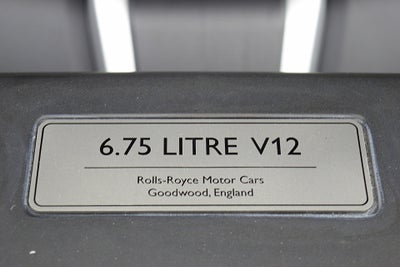 6.75 LITRE V12
Rolls-Royce Motor Cars
Goodwood, England